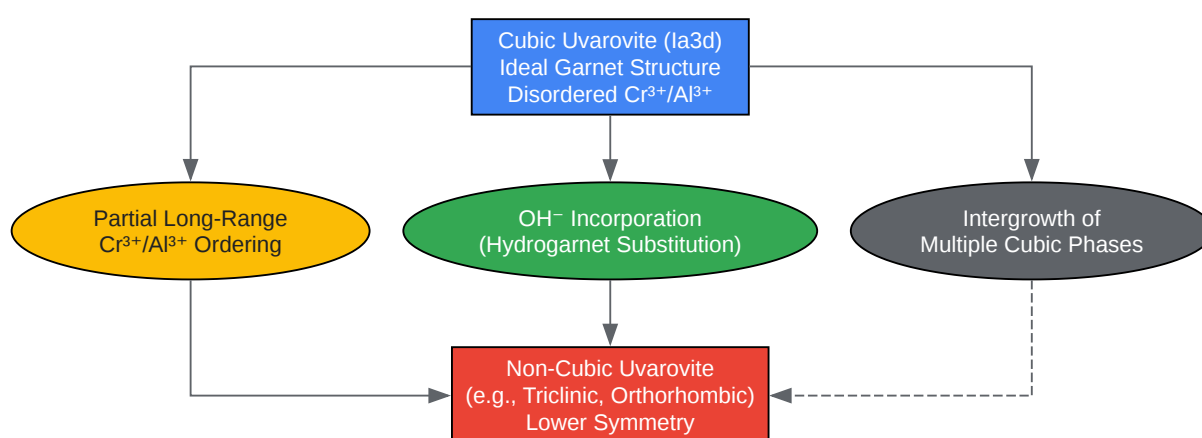 Cubic Uvarovite (Ia3d)
Ideal Garnet Structure
Disordered Cr³⁺/Al³⁺
Partial Long-Range
Cr³⁺/Al³⁺ Ordering
OH⁻ Incorporation
(Hydrogarnet Substitution)
Intergrowth of
Multiple Cubic Phases
Non-Cubic Uvarovite
(e.g., Triclinic, Orthorhombic)
Lower Symmetry